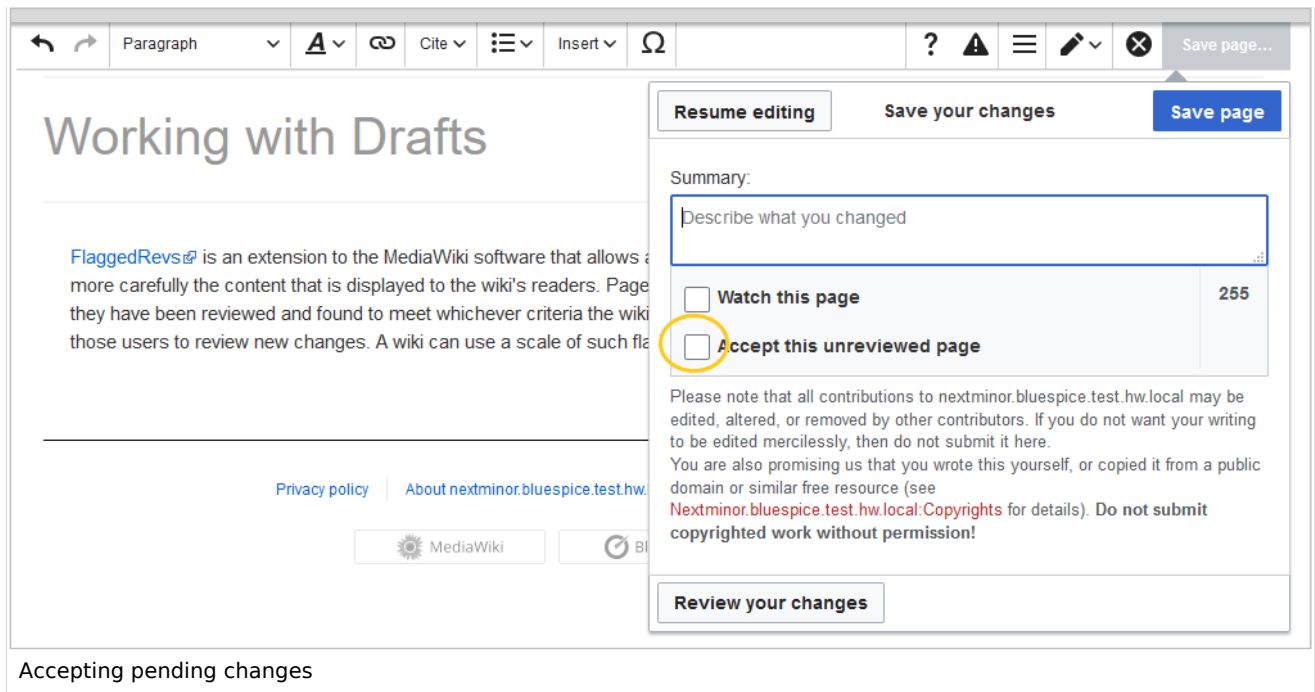 Paragraph A Cite Insert Ω ? Save page...
Resume editing Save your changes Save page
Working with Drafts
Summary:
Describe what you changed
FlaggedRevs is an extension to the MediaWiki software that allows
more carefully the content that is displayed to the wiki's readers. Page
they have been reviewed and found to meet whichever criteria the wiki
those users to review new changes. A wiki can use a scale of such fla
Watch this page 255
Accept this unreviewed page
Please note that all contributions to nextminor.bluespice.test.hw.local may be
edited, altered, or removed by other contributors. If you do not want your writing
to be edited mercilessly, then do not submit it here.
You are also promising us that you wrote this yourself, or copied it from a public
domain or similar free resource (see
Nextminor.bluespice.test.hw.local:Copyrights for details). Do not submit
copyrighted work without permission!
Privacy policy About nextminor.bluespice.test.hw.
MediaWiki Bl
Review your changes
Accepting pending changes